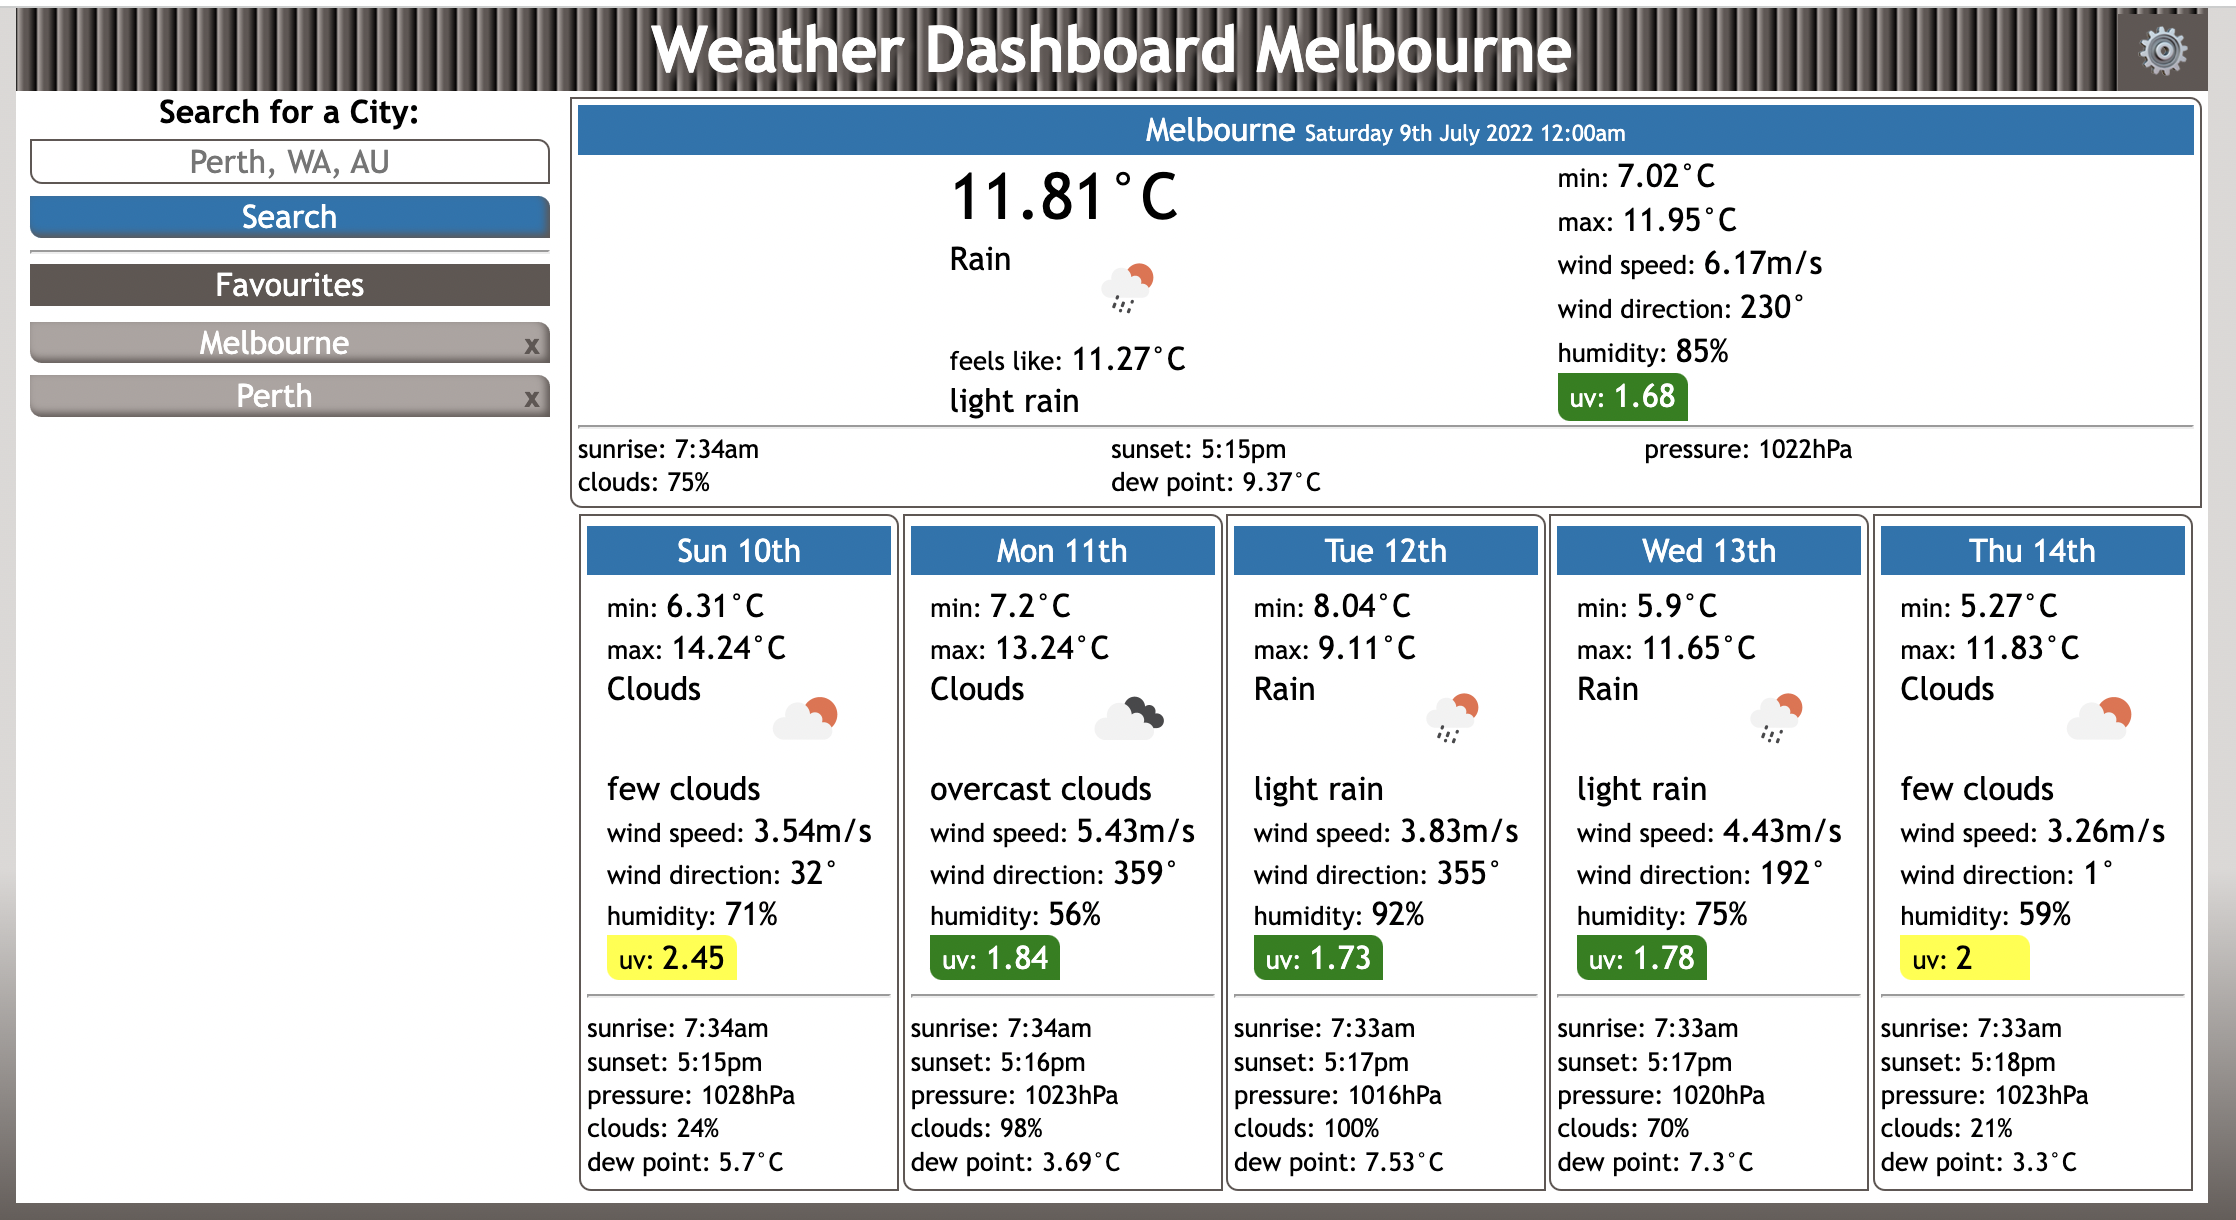 Weather Dashboard Melbourne
Search for a City:
Perth, WA, AU
Search
Favourites
Melbourne x
Perth x
Melbourne Saturday 9th July 2022 12:00am
11.81°C
Rain
feels like: 11.27°C
light rain
min: 7.02°C
max: 11.95°C
wind speed: 6.17m/s
wind direction: 230°
humidity: 85%
uv: 1.68
sunrise: 7:34am
sunset: 5:15pm
pressure: 1022hPa
clouds: 75%
dew point: 9.37°C
Sun 10th
min: 6.31°C
max: 14.24°C
Clouds
few clouds
wind speed: 3.54m/s
wind direction: 32°
humidity: 71%
uv: 2.45
sunrise: 7:34am
sunset: 5:15pm
pressure: 1028hPa
clouds: 24%
dew point: 5.7°C
Mon 11th
min: 7.2°C
max: 13.24°C
Clouds
overcast clouds
wind speed: 5.43m/s
wind direction: 359°
humidity: 56%
uv: 1.84
sunrise: 7:34am
sunset: 5:16pm
pressure: 1023hPa
clouds: 98%
dew point: 3.69°C
Tue 12th
min: 8.04°C
max: 9.11°C
Rain
light rain
wind speed: 3.83m/s
wind direction: 355°
humidity: 92%
uv: 1.73
sunrise: 7:33am
sunset: 5:17pm
pressure: 1016hPa
clouds: 100%
dew point: 7.53°C
Wed 13th
min: 5.9°C
max: 11.65°C
Rain
light rain
wind speed: 4.43m/s
wind direction: 192°
humidity: 75%
uv: 1.78
sunrise: 7:33am
sunset: 5:17pm
pressure: 1020hPa
clouds: 70%
dew point: 7.3°C
Thu 14th
min: 5.27°C
max: 11.83°C
Clouds
few clouds
wind speed: 3.26m/s
wind direction: 1°
humidity: 59%
uv: 2
sunrise: 7:33am
sunset: 5:18pm
pressure: 1023hPa
clouds: 21%
dew point: 3.3°C